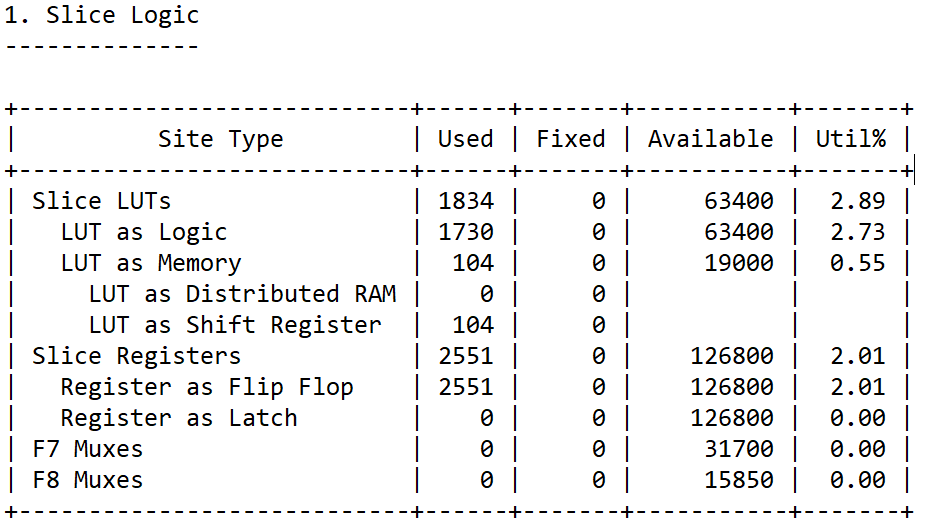 1. Slice Logic
--------------
+----------------------------+------+-------+-----------+-------+
|          Site Type         | Used | Fixed | Available | Util% |
+----------------------------+------+-------+-----------+-------+
| Slice LUTs                 | 1834 |     0 |     63400 |  2.89 |
|   LUT as Logic             | 1730 |     0 |     63400 |  2.73 |
|   LUT as Memory            |  104 |     0 |     19000 |  0.55 |
|     LUT as Distributed RAM |    0 |     0 |           |       |
|     LUT as Shift Register  |  104 |     0 |           |       |
| Slice Registers            | 2551 |     0 |    126800 |  2.01 |
|   Register as Flip Flop    | 2551 |     0 |    126800 |  2.01 |
|   Register as Latch        |    0 |     0 |    126800 |  0.00 |
| F7 Muxes                   |    0 |     0 |     31700 |  0.00 |
| F8 Muxes                   |    0 |     0 |     15850 |  0.00 |
+----------------------------+------+-------+-----------+-------+